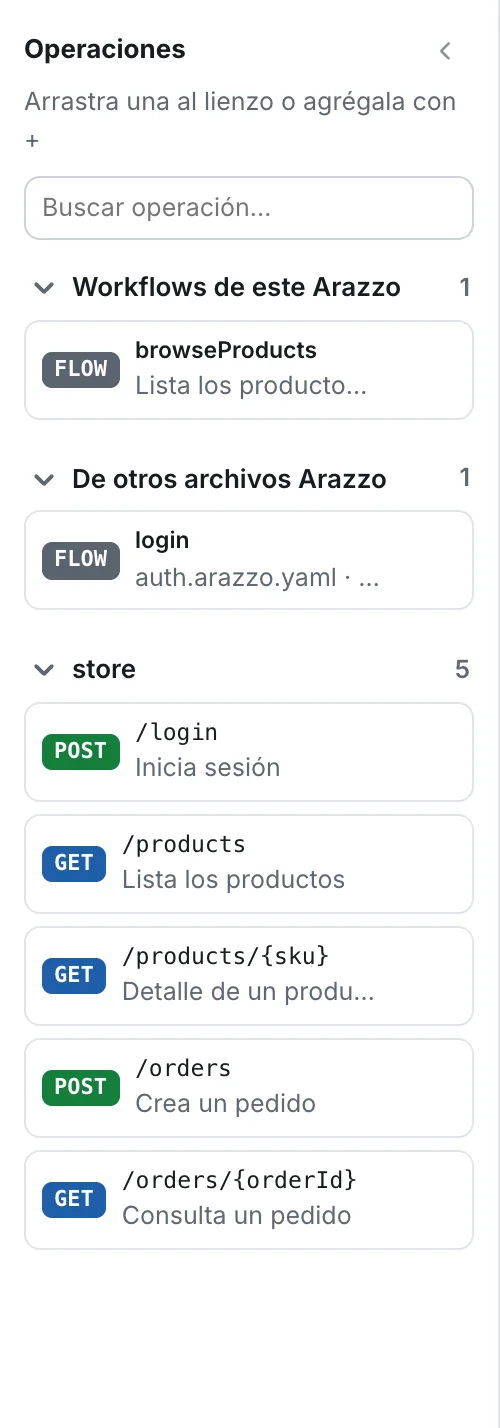 Operaciones
Arrastra una al lienzo o agrégala con
+
Buscar operación...
Workflows de este Arazzo 1
FLOW browseProducts
Lista los producto...
De otros archivos Arazzo 1
FLOW login
auth.arazzo.yaml · ...
store 5
POST /login
Inicia sesión
GET /products
Lista los productos
GET /products/{sku}
Detalle de un produ...
POST /orders
Crea un pedido
GET /orders/{orderId}
Consulta un pedido